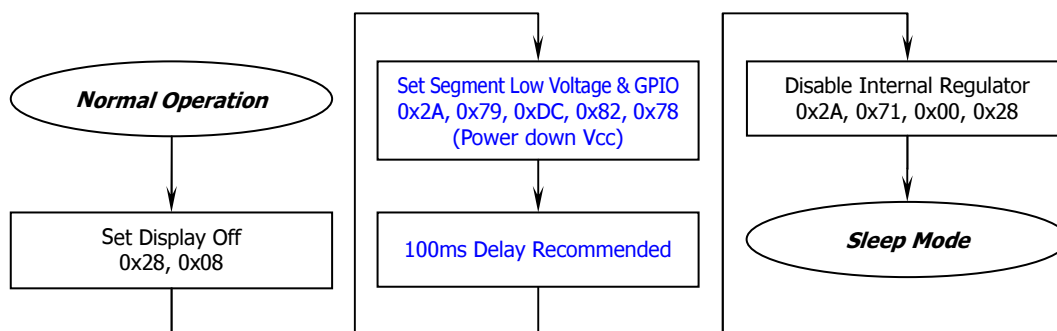 Normal Operation
Set Display Off
0x28, 0x08
Set Segment Low Voltage & GPIO
0x2A, 0x79, 0xDC, 0x82, 0x78
(Power down Vcc)
100ms Delay Recommended
Disable Internal Regulator
0x2A, 0x71, 0x00, 0x28
Sleep Mode